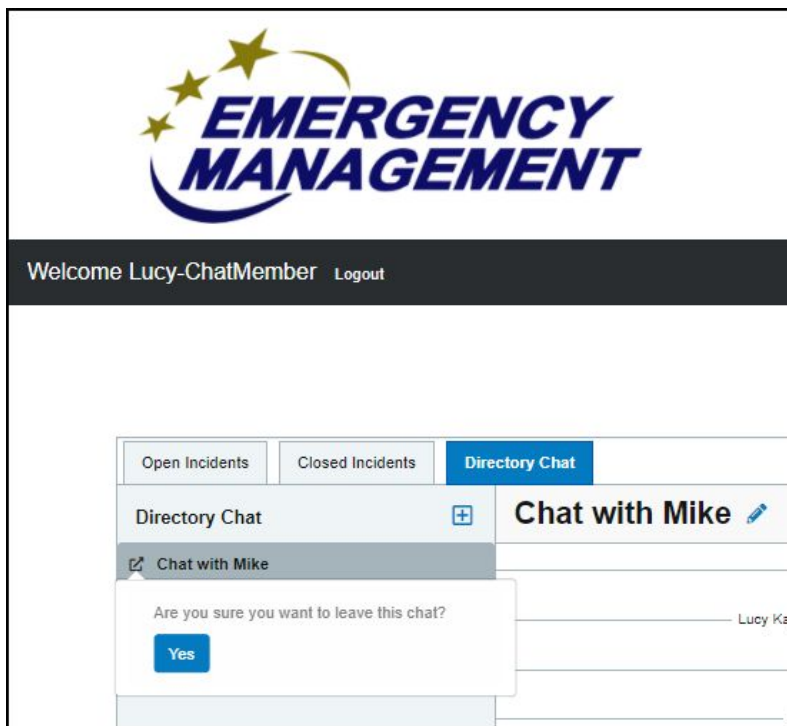 EMERGENCY
MANAGEMENT
Welcome Lucy-ChatMember Logout
Open Incidents Closed Incidents Directory Chat
Directory Chat
Chat with Mike
Chat with Mike
Are you sure you want to leave this chat?
Yes
Lucy